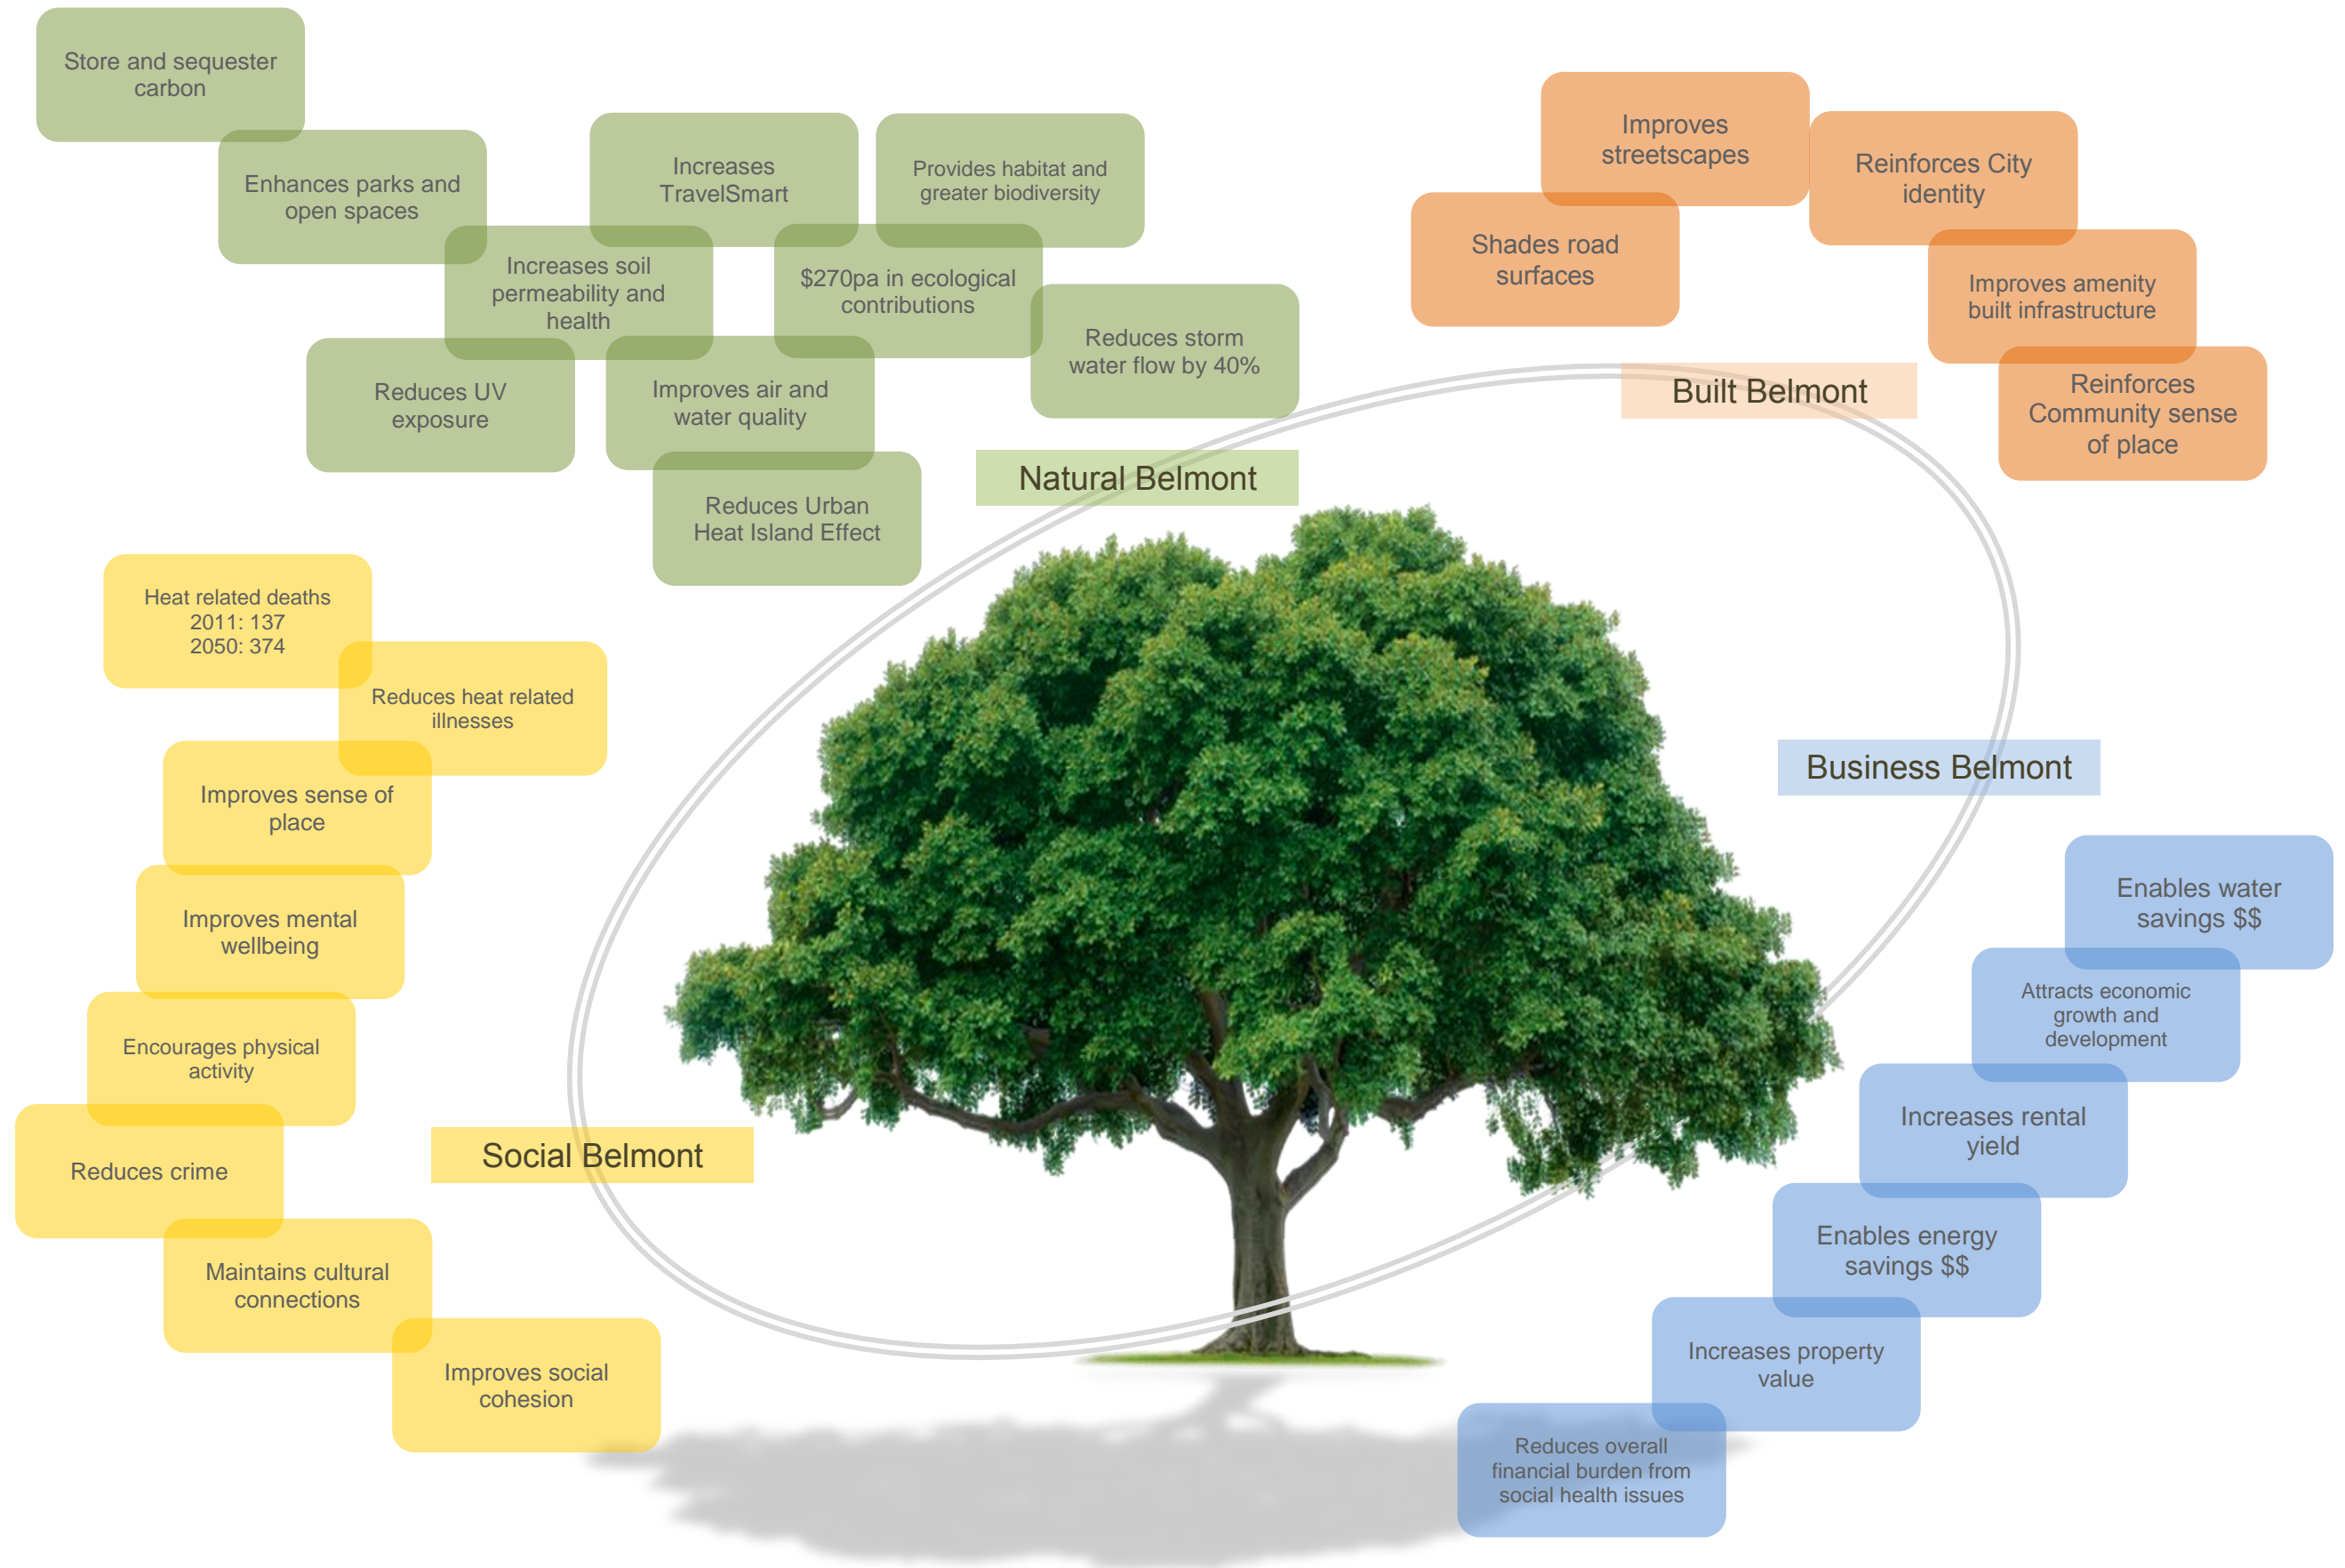 Store and sequester
carbon
Enhances parks and
open spaces
Increases
TravelSmart
Provides habitat and
greater biodiversity
Increases soil
permeability and
health
$270pa in ecological
contributions
Reduces storm
water flow by 40%
Reduces UV
exposure
Improves air and
water quality
Reduces Urban
Heat Island Effect
Natural Belmont
Improves
streetscapes
Reinforces City
identity
Shades road
surfaces
Improves amenity
built infrastructure
Reinforces
Community sense
of place
Built Belmont
Heat related deaths
2011: 137
2050: 374
Reduces heat related
illnesses
Improves sense of
place
Improves mental
wellbeing
Encourages physical
activity
Reduces crime
Maintains cultural
connections
Improves social
cohesion
Social Belmont
Business Belmont
Enables water
savings $$
Attracts economic
growth and
development
Increases rental
yield
Enables energy
savings $$
Increases property
value
Reduces overall
financial burden from
social health issues